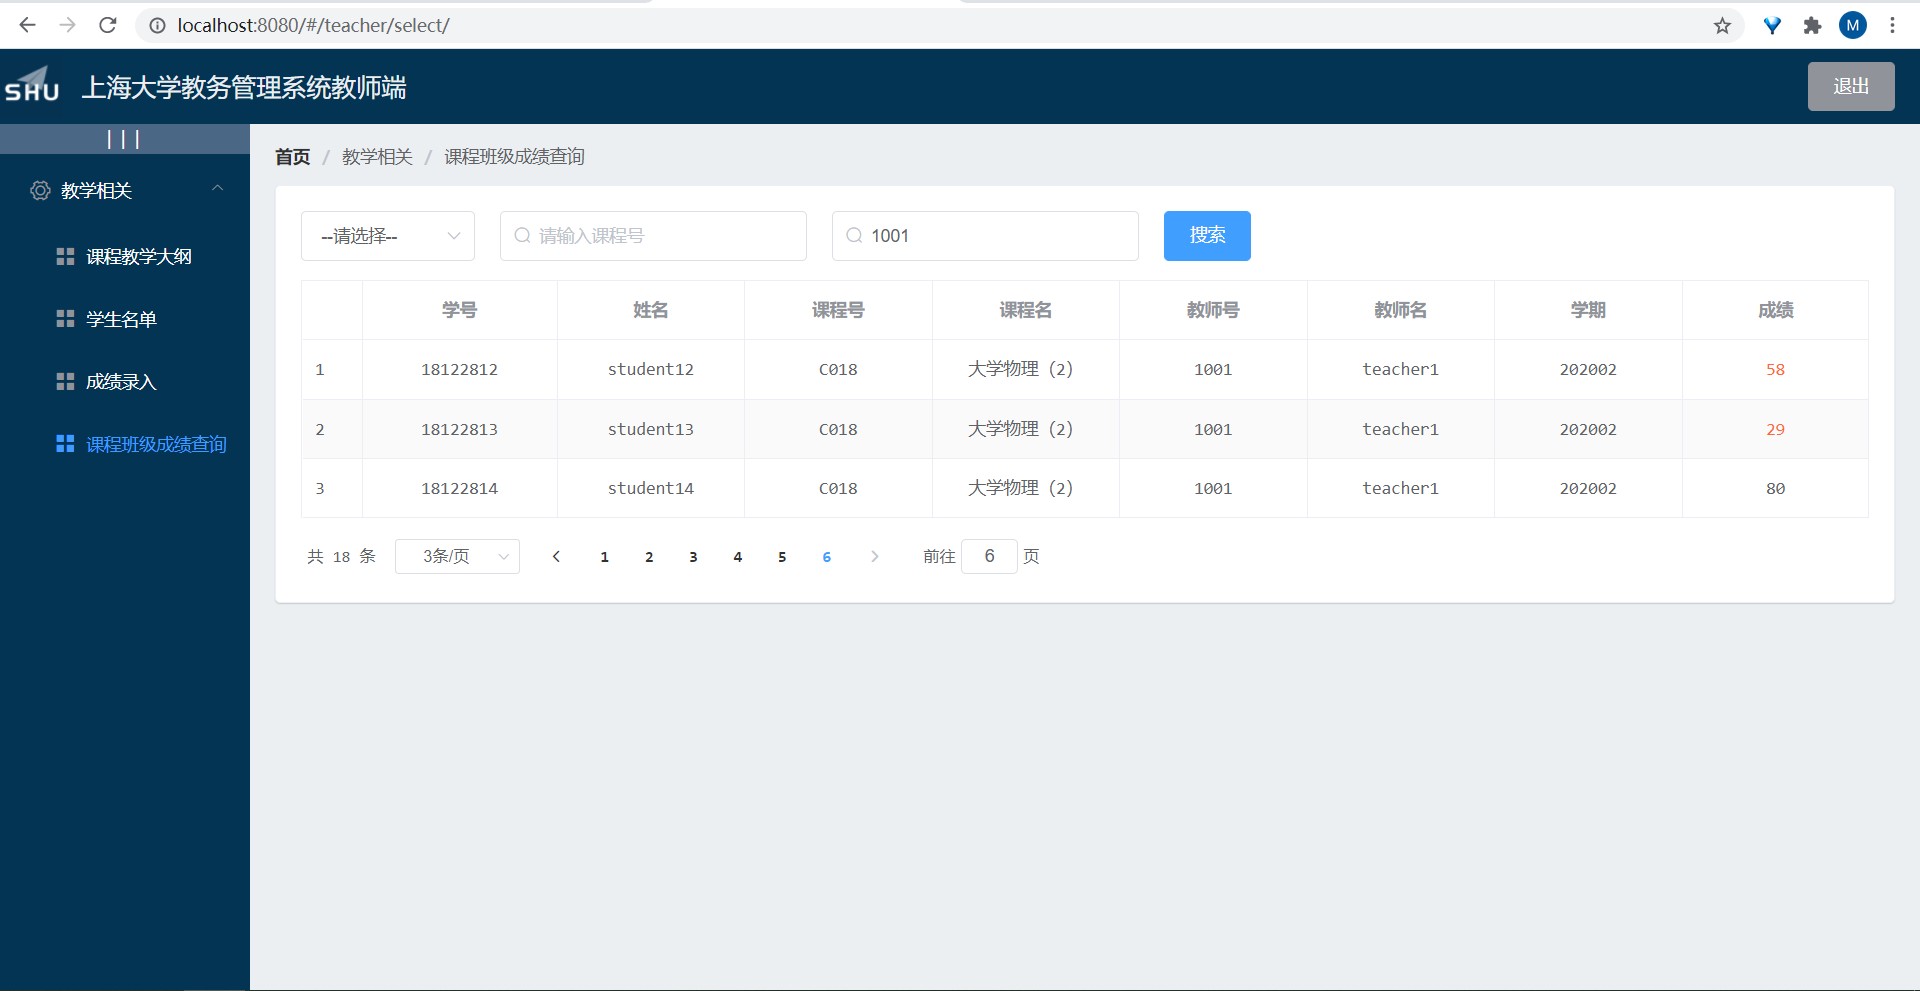 localhost:8080/#/teacher/select/
M
SHU 上海大学教务管理系统教师端
退出
|||
首页 / 教学相关 / 课程班级成绩查询
教学相关
课程教学大纲
学生名单
成绩录入
课程班级成绩查询
--请选择-- 请输入课程号 1001 搜索
学号 姓名 课程号 课程名 教师号 教师名 学期 成绩
1 18122812 student12 C018 大学物理（2） 1001 teacher1 202002 58
2 18122813 student13 C018 大学物理（2） 1001 teacher1 202002 29
3 18122814 student14 C018 大学物理（2） 1001 teacher1 202002 80
共 18 条 3条/页 1 2 3 4 5 6 前往 6 页